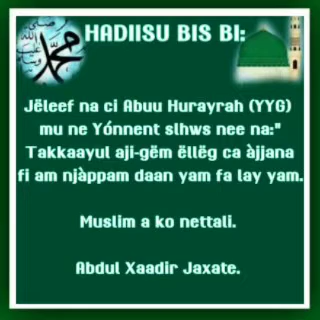 HADIISU BIS BI:
محمد
Jëleef na ci Abuu Hurayrah (YYG)
mu ne Yónnent slhws nee na:"
Takkaayul aji-gëm ëllëg ca àjjana
fi am njàppam daan yam fa lay yam.
Muslim a ko nettali.
Abdul Xaadir Jaxate.